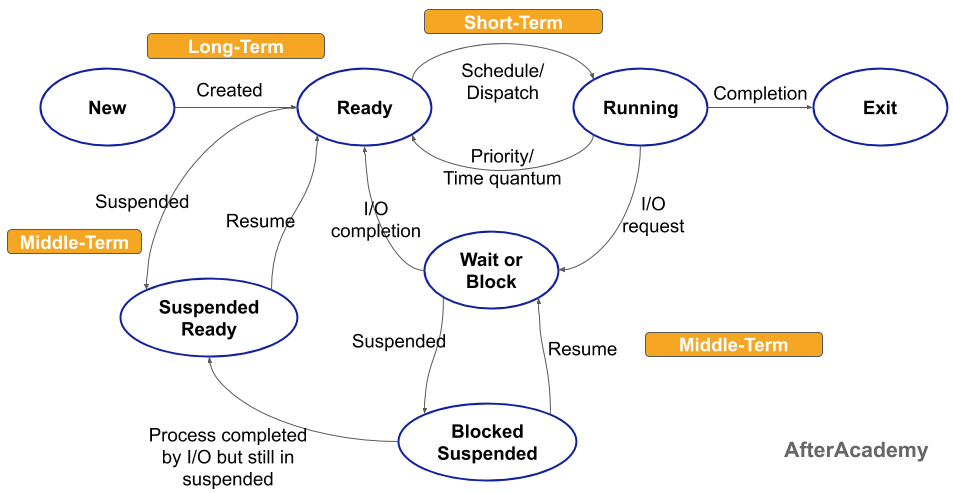 Short-Term
Long-Term
Schedule/
Dispatch
Created
Completion
New
Ready
Running
Exit
Priority/
Time quantum
Suspended
Resume
I/O
completion
I/O
request
Middle-Term
Wait or
Block
Suspended
Ready
Suspended
Resume
Middle-Term
Process completed
by I/O but still in
suspended
Blocked
Suspended
AfterAcademy